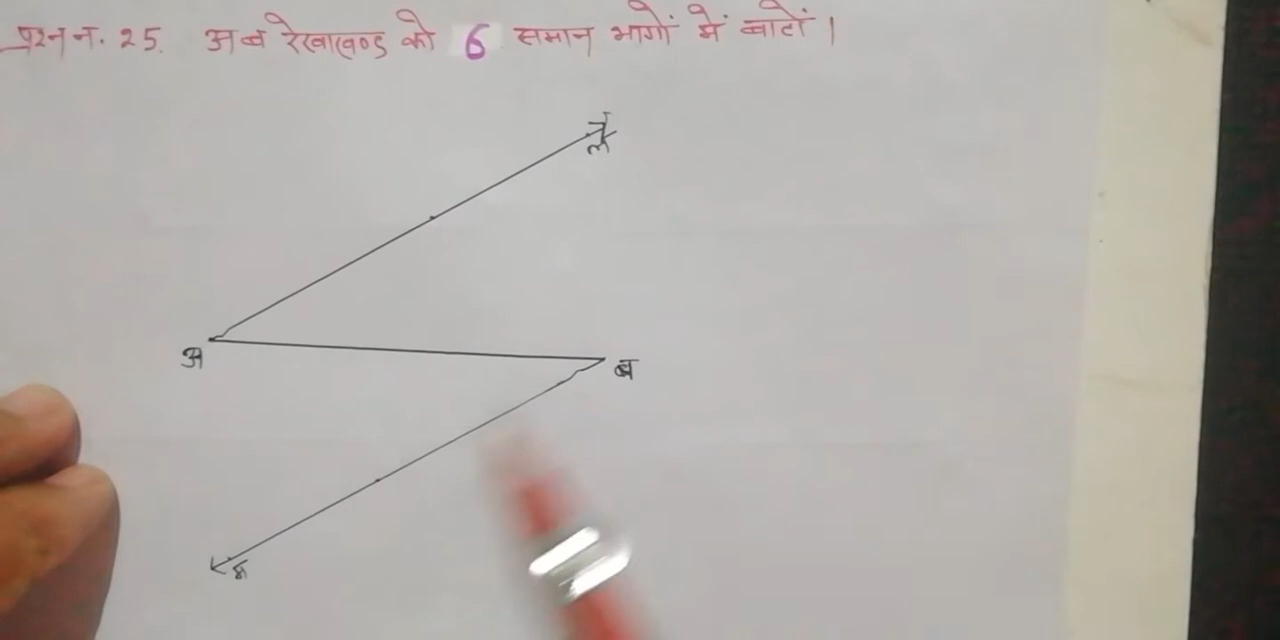 प्रश्न न. 25. अब रेखाखण्ड को 6 समान भागों में बाटों।
अ
ब